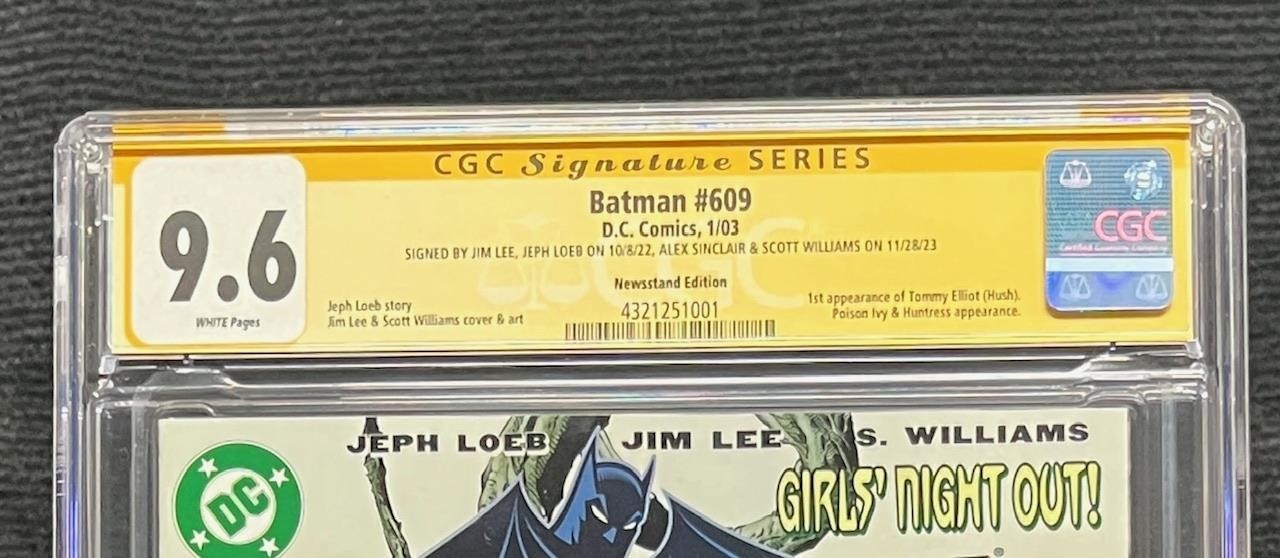 CGC Signature SERIES
Batman #609
D.C. Comics, 1/03
SIGNED BY JIM LEE, JEPH LOEB ON 10/8/22, ALEX SINCLAIR & SCOTT WILLIAMS ON 11/28/23
9.6
WHITE Pages
Newsstand Edition
Jeph Loeb story
Jim Lee & Scott Williams cover & art
4321251001
1st appearance of Tommy Elliot (Hush).
Poison Ivy & Huntress appearance.
CGC
CGC
JEPH LOEB JIM LEE S. WILLIAMS
DC
GIRLS' NIGHT OUT!